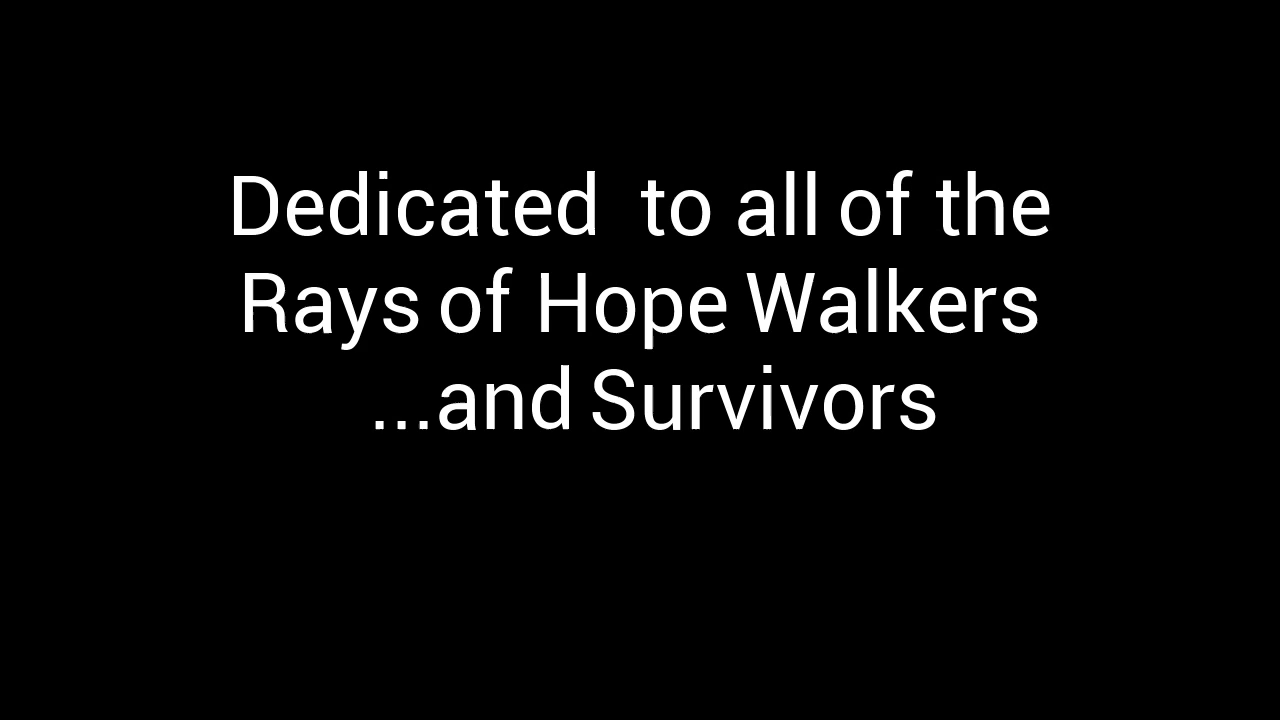 Dedicated  to all of the
Rays of Hope Walkers
...and Survivors